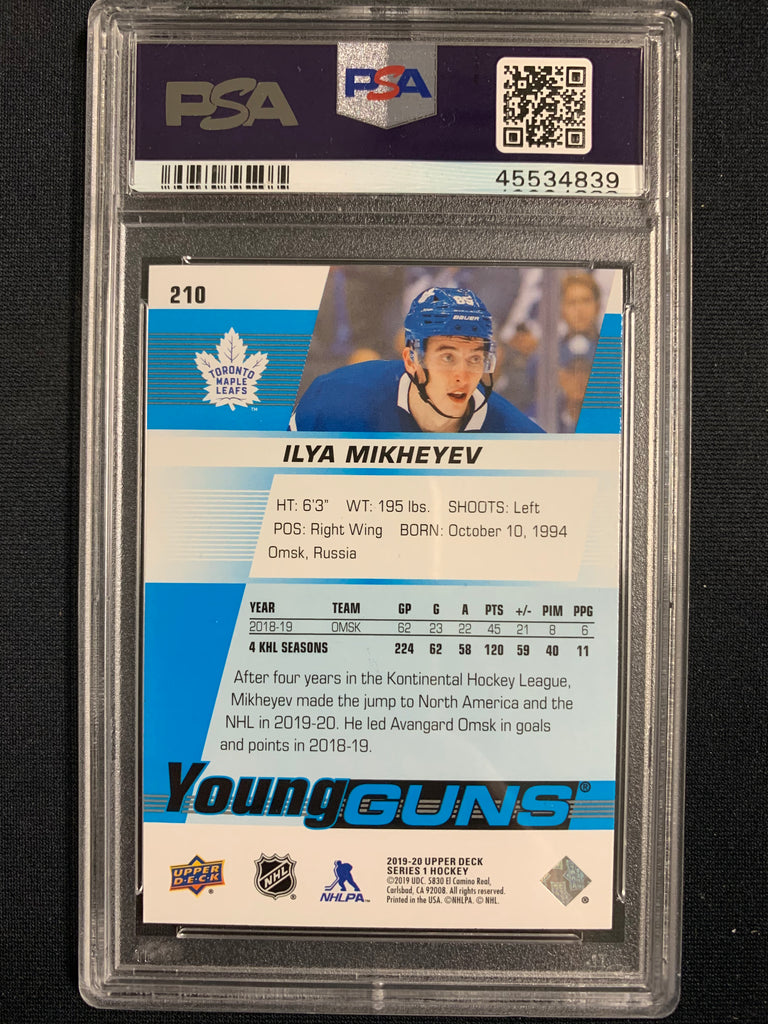 PSA
PSA
45534839
210
85
BAUER
TORONTO
MAPLE
LEAFS
TM
ILYA MIKHEYEV
HT: 6'3" WT: 195 lbs. SHOOTS: Left
POS: Right Wing BORN: October 10, 1994
Omsk, Russia
YEAR TEAM GP G A PTS +/- PIM PPG
2018-19 OMSK 62 23 22 45 21 8 6
4 KHL SEASONS 224 62 58 120 59 40 11
After four years in the Kontinental Hockey League,
Mikheyev made the jump to North America and the
NHL in 2019-20. He led Avangard Omsk in goals
and points in 2018-19.
Young GUNS®
UPPER DECK ®
NHL ®
NHLPA™
2019-20 UPPER DECK
SERIES 1 HOCKEY
©2019 UDC. 5830 El Camino Real,
Carlsbad, CA 92008. All rights reserved.
Printed in the USA. ©NHLPA. © NHL.
®